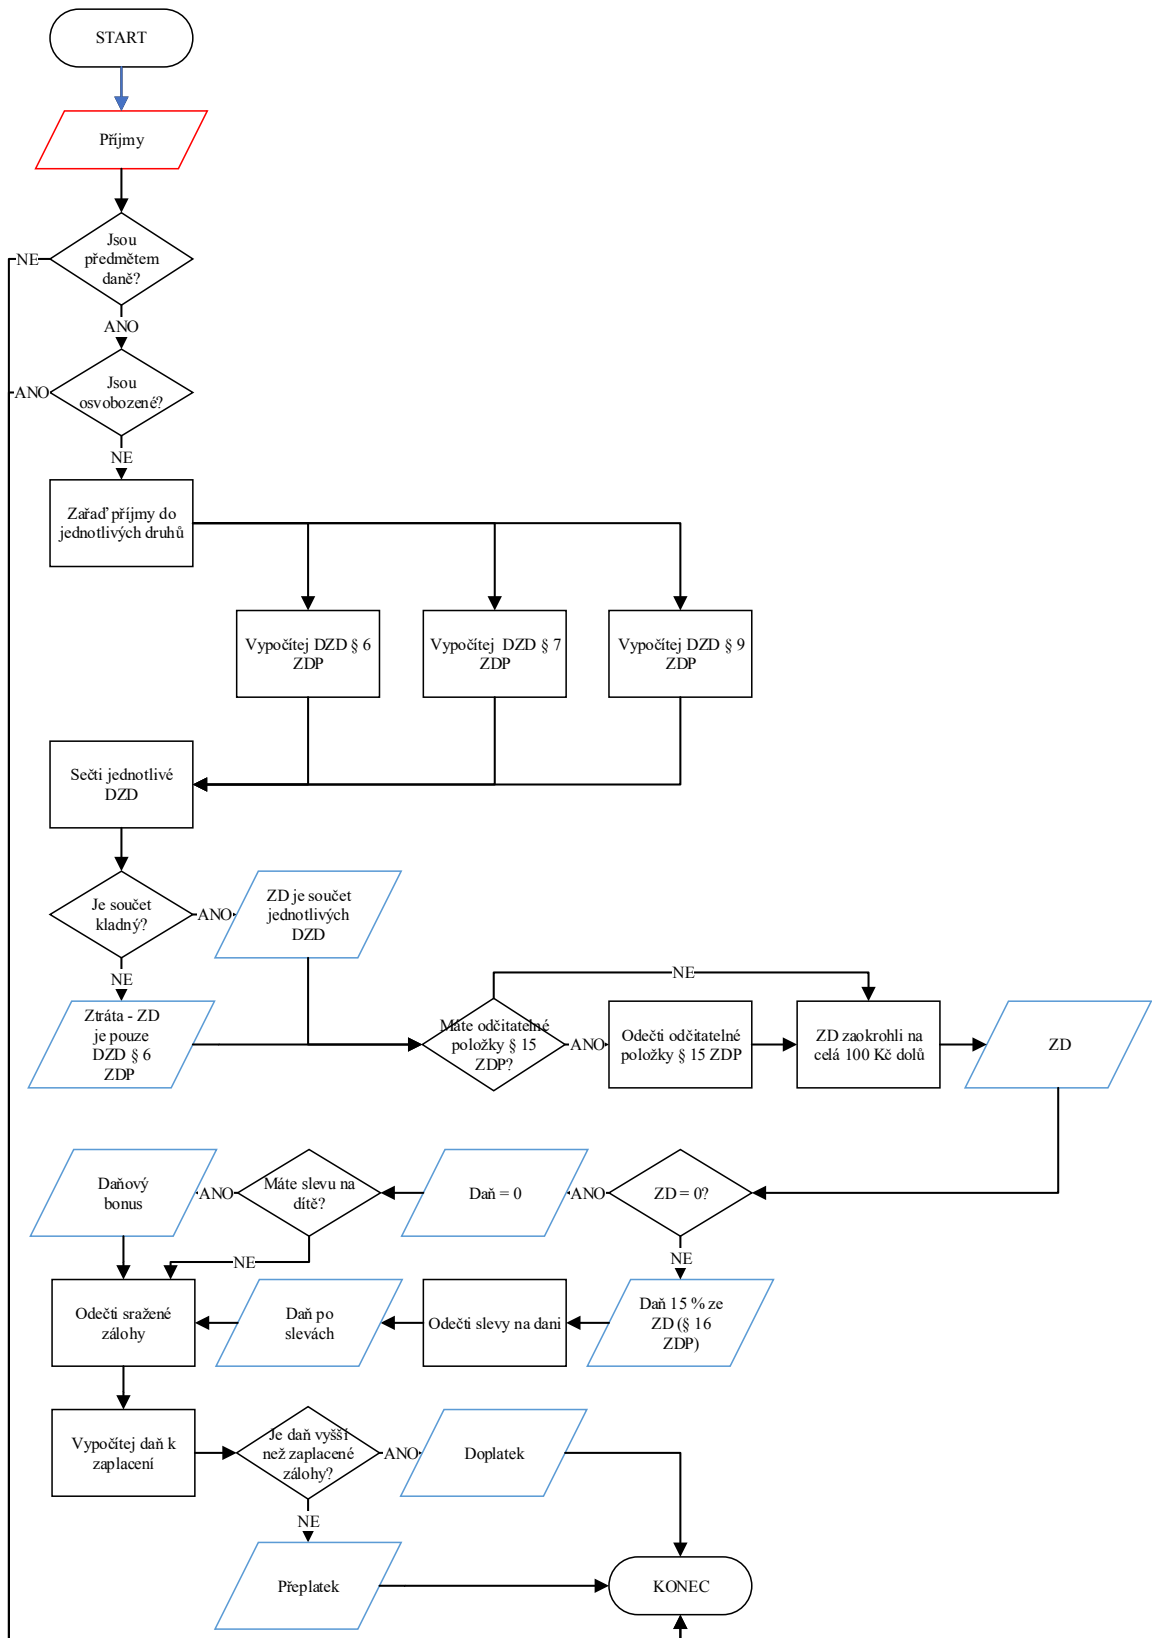 START
Příjmy
Jsou
předmětem
daně?
NE
ANO
Jsou
osvobozené?
ANO
NE
Zařaď příjmy do
jednotlivých druhů
Vypočítej DZD § 6
ZDP
Vypočítej DZD § 7
ZDP
Vypočítej DZD § 9
ZDP
Sečti jednotlivé
DZD
Je součet
kladný?
ANO
ZD je součet
jednotlivých
DZD
NE
Ztráta - ZD
je pouze
DZD § 6
ZDP
NE
Máte odčitatelné
položky § 15
ZDP?
ANO
Odečti odčitatelné
položky § 15 ZDP
ZD zaokrohli na
celá 100 Kč dolů
ZD
Daňový
bonus
ANO
Máte slevu na
dítě?
Daň = 0
ANO
ZD = 0?
NE
NE
Odečti sražené
zálohy
Daň po
slevách
Odečti slevy na dani
Daň 15 % ze
ZD (§ 16
ZDP)
Vypočítej daň k
zaplacení
Je daň vyšší
než zaplacené
zálohy?
ANO
Doplatek
NE
Přeplatek
KONEC